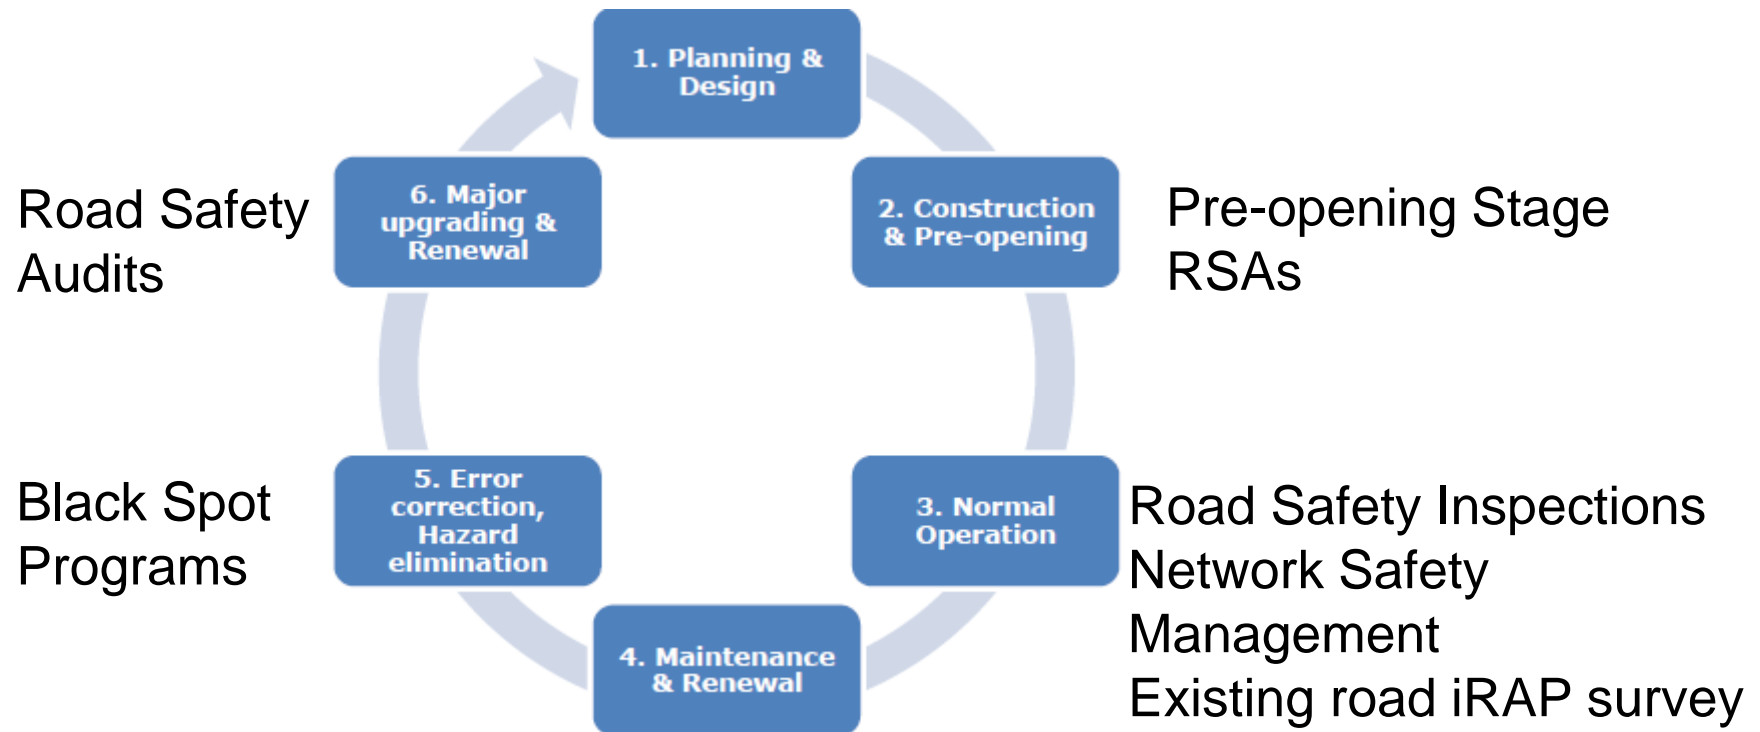 1. Planning &
Design
2. Construction
& Pre-opening
Pre-opening Stage
RSAs
3. Normal
Operation
Road Safety Inspections
Network Safety
Management
Existing road iRAP survey
4. Maintenance
& Renewal
5. Error
correction,
Hazard
elimination
Black Spot
Programs
6. Major
upgrading &
Renewal
Road Safety
Audits